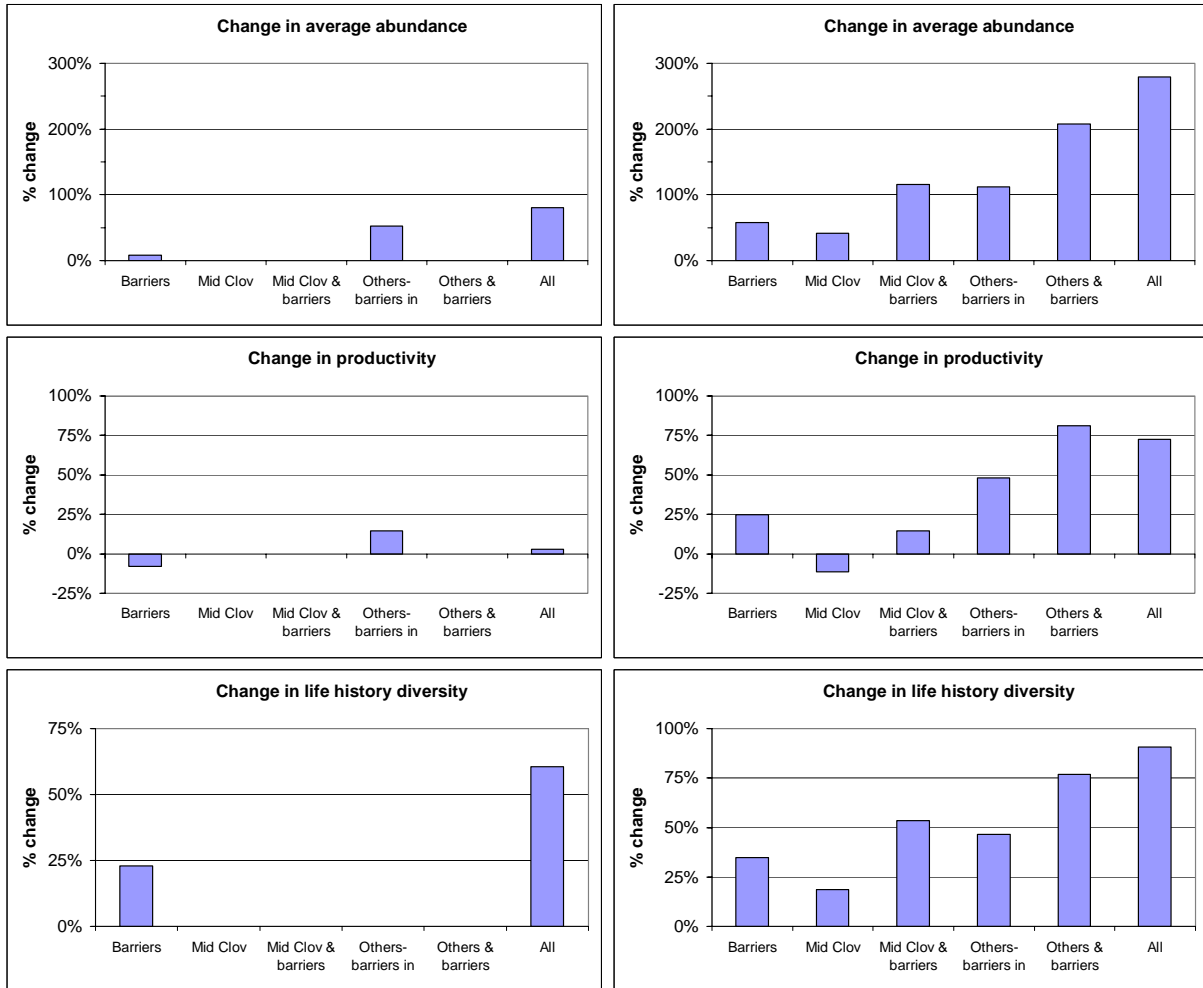 Change in average abundance
% change
300%
200%
100%
0%
Barriers
Mid Clov
Mid Clov &
barriers
Others-
barriers in
Others &
barriers
All
Change in average abundance
% change
300%
200%
100%
0%
Barriers
Mid Clov
Mid Clov &
barriers
Others-
barriers in
Others &
barriers
All
Change in productivity
% change
100%
75%
50%
25%
0%
-25%
Barriers
Mid Clov
Mid Clov &
barriers
Others-
barriers in
Others &
barriers
All
Change in productivity
% change
100%
75%
50%
25%
0%
-25%
Barriers
Mid Clov
Mid Clov &
barriers
Others-
barriers in
Others &
barriers
All
Change in life history diversity
% change
75%
50%
25%
0%
Barriers
Mid Clov
Mid Clov &
barriers
Others-
barriers in
Others &
barriers
All
Change in life history diversity
% change
100%
75%
50%
25%
0%
Barriers
Mid Clov
Mid Clov &
barriers
Others-
barriers in
Others &
barriers
All